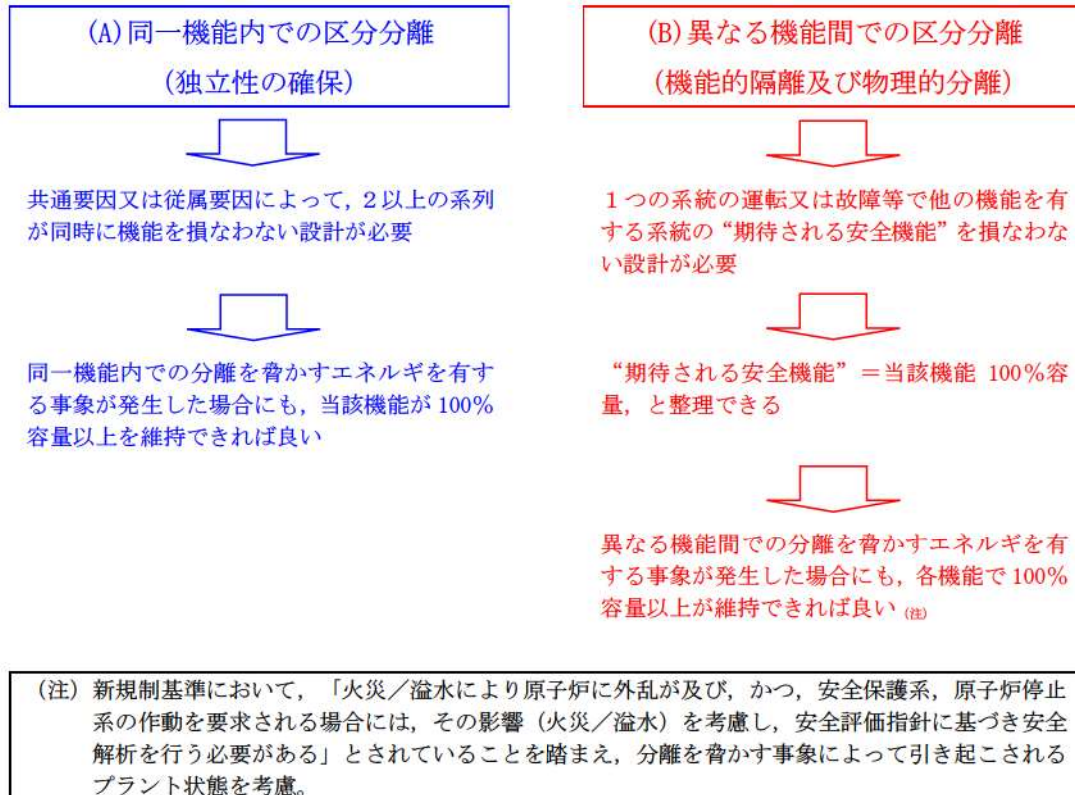 (A)同一機能内での区分分離
(独立性の確保)
共通要因又は従属要因によって，２以上の系列
が同時に機能を損なわない設計が必要
同一機能内での分離を脅かすエネルギを有す
る事象が発生した場合にも，当該機能が 100%
容量以上を維持できれば良い
(B)異なる機能間での区分分離
(機能的隔離及び物理的分離)
１つの系統の運転又は故障等で他の機能を有
する系統の“期待される安全機能”を損なわな
い設計が必要
“期待される安全機能”＝当該機能 100%容
量，と整理できる
異なる機能間での分離を脅かすエネルギを有
する事象が発生した場合にも，各機能で 100%
容量以上が維持できれば良い (注)
(注) 新規制基準において，「火災／溢水により原子炉に外乱が及び，かつ，安全保護系，原子炉停止
系の作動を要求される場合には，その影響（火災／溢水）を考慮し，安全評価指針に基づき安全
解析を行う必要がある」とされていることを踏まえ，分離を脅かす事象によって引き起こされる
プラント状態を考慮。